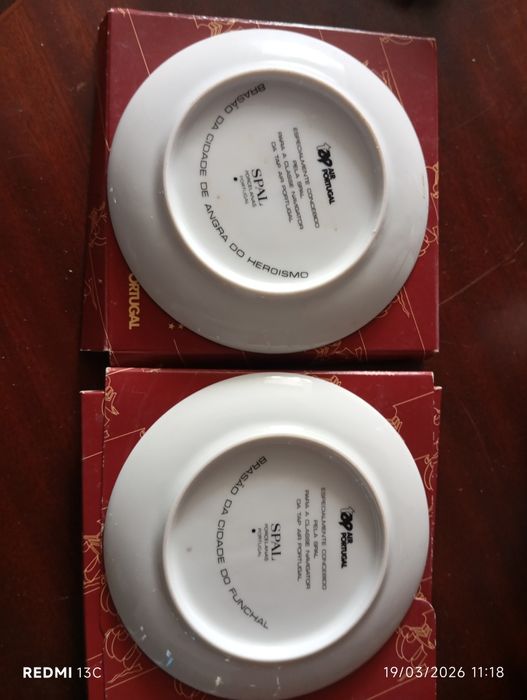 TAP AIR
PORTUGAL
ESPECIALMENTE CONCEBIDO
PELA SPAL
PARA A CLASSE NAVIGATOR
DA TAP AIR PORTUGAL
SPAL
PORCELANAS
PORTUGAL
BRASÃO DA CIDADE DE ANGRA DO HEROISMO
PORTUGAL
TAP AIR
PORTUGAL
ESPECIALMENTE CONCEBIDO
PELA SPAL
PARA A CLASSE NAVIGATOR
DA TAP AIR PORTUGAL
SPAL
PORCELANAS
PORTUGAL
BRASÃO DA CIDADE DO FUNCHAL
REDMI 13C
19/03/2026 11:18